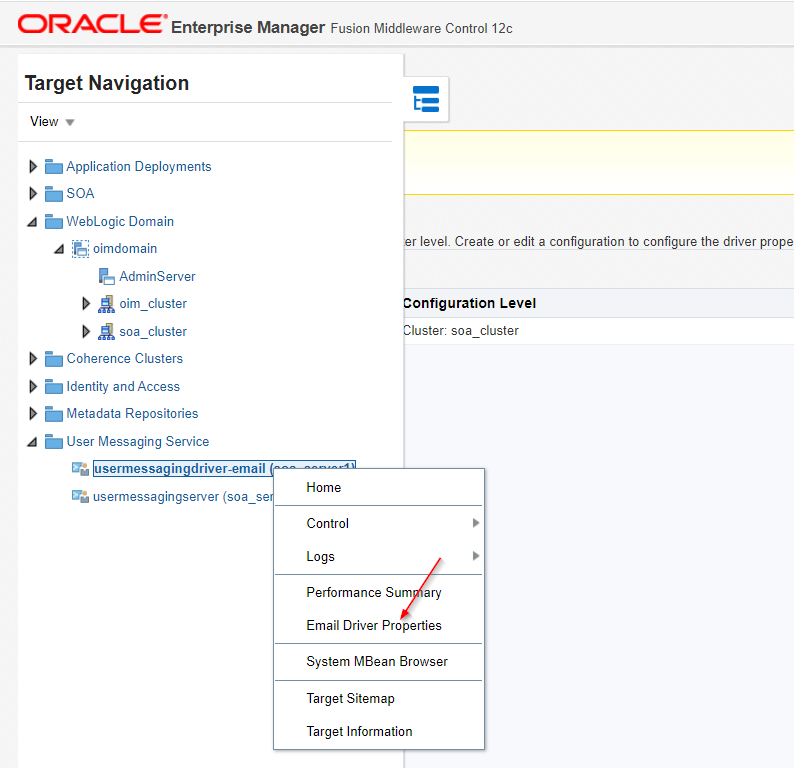 ORACLE® Enterprise Manager Fusion Middleware Control 12c
Target Navigation
View
Application Deployments
SOA
WebLogic Domain
oimdomain
er level. Create or edit a configuration to configure the driver prope
AdminServer
oim_cluster
Configuration Level
soa_cluster
Cluster: soa_cluster
Coherence Clusters
Identity and Access
Metadata Repositories
User Messaging Service
usermessagingdriver-email (soa_server1)
usermessagingserver (soa_ser
Home
Control
Logs
Performance Summary
Email Driver Properties
System MBean Browser
Target Sitemap
Target Information